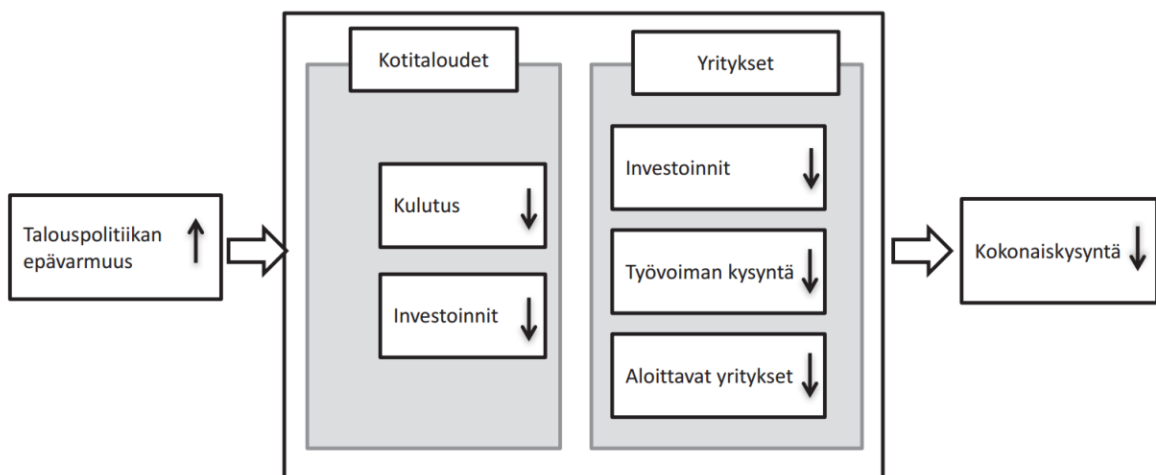 Talouspolitiikan
epävarmuus
Kotitaloudet
Kulutus
Investoinnit
Yritykset
Investoinnit
Työvoiman kysyntä
Aloittavat yritykset
Kokonaiskysyntä